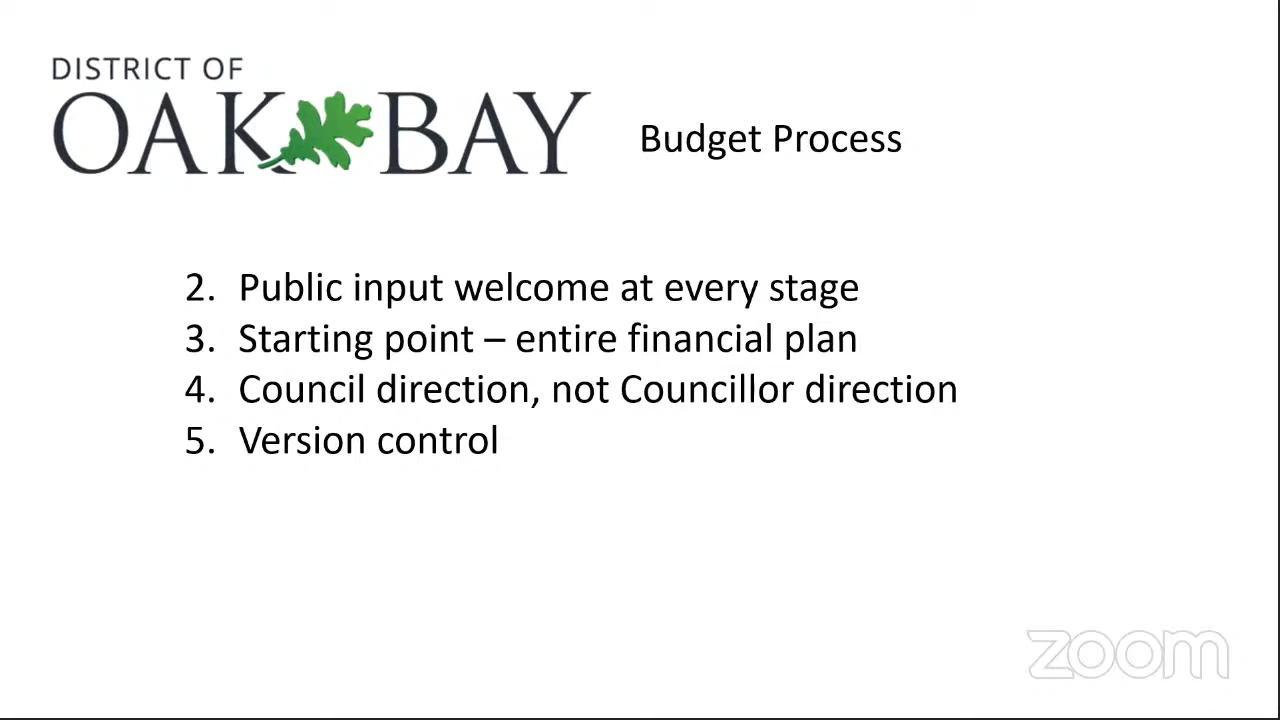 DISTRICT OF
OAK BAY
Budget Process
2. Public input welcome at every stage
3. Starting point – entire financial plan
4. Council direction, not Councillor direction
5. Version control
zoom